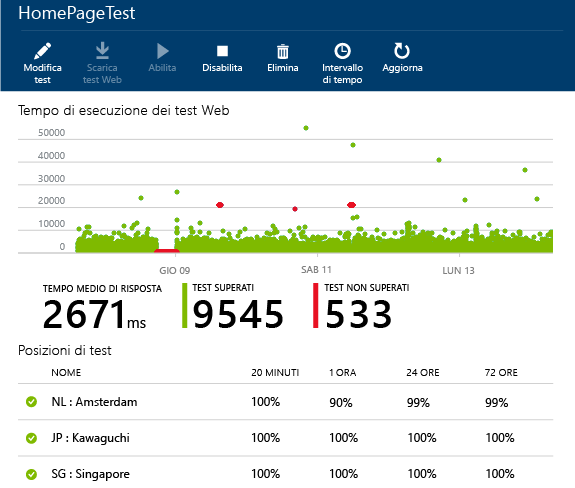 HomePageTest
Modifica test
Scarica test Web
Abilita
Disabilita
Elimina
Intervallo di tempo
Aggiorna
Tempo di esecuzione dei test Web
50000
40000
30000
20000
10000
0
GIO 09
SAB 11
LUN 13
TEMPO MEDIO DI RISPOSTA
2671ms
TEST SUPERATI
9545
TEST NON SUPERATI
533
Posizioni di test
NOME 20 MINUTI 1 ORA 24 ORE 72 ORE
NL : Amsterdam 100% 90% 99% 99%
JP : Kawaguchi 100% 100% 100% 100%
SG : Singapore 100% 100% 100% 100%